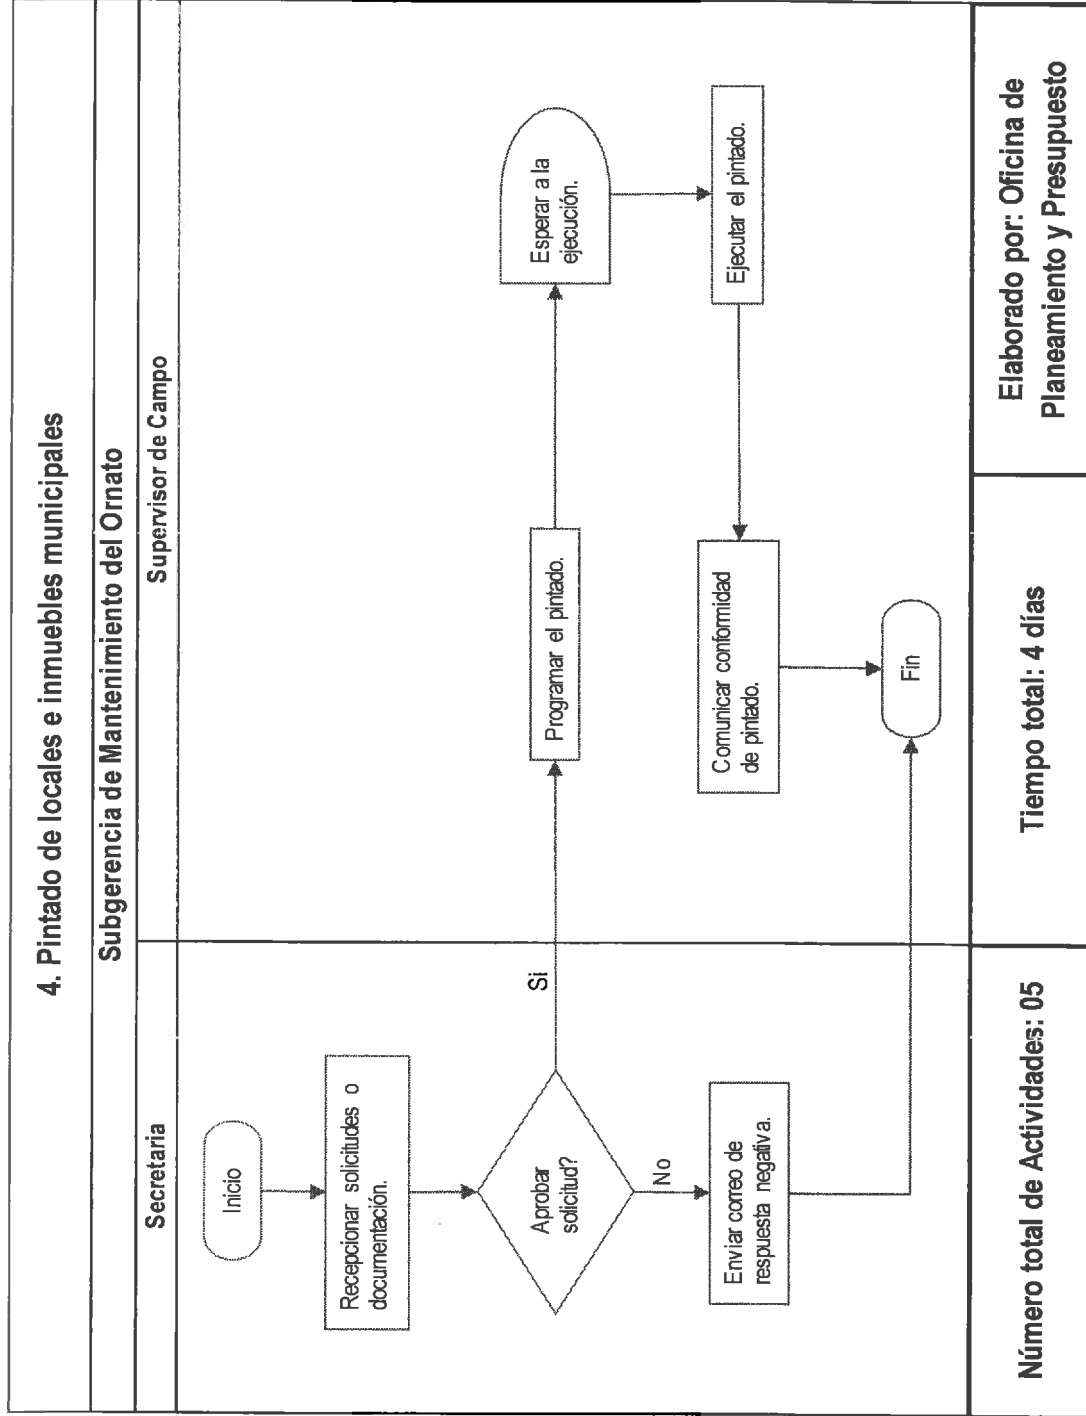 4. Pintado de locales e inmuebles municipales
Subgerencia de Mantenimiento del Ornato
Secretaria
Supervisor de Campo
Inicio
Recepcionar solicitudes o
documentación.
Aprobar
solicitud?
Si
No
Enviar correo de
respuesta negativa.
Programar el pintado.
Esperar a la
ejecución.
Ejecutar el pintado.
Comunicar conformidad
de pintado.
Fin
Número total de Actividades: 05
Tiempo total: 4 días
Elaborado por: Oficina de
Planeamiento y Presupuesto